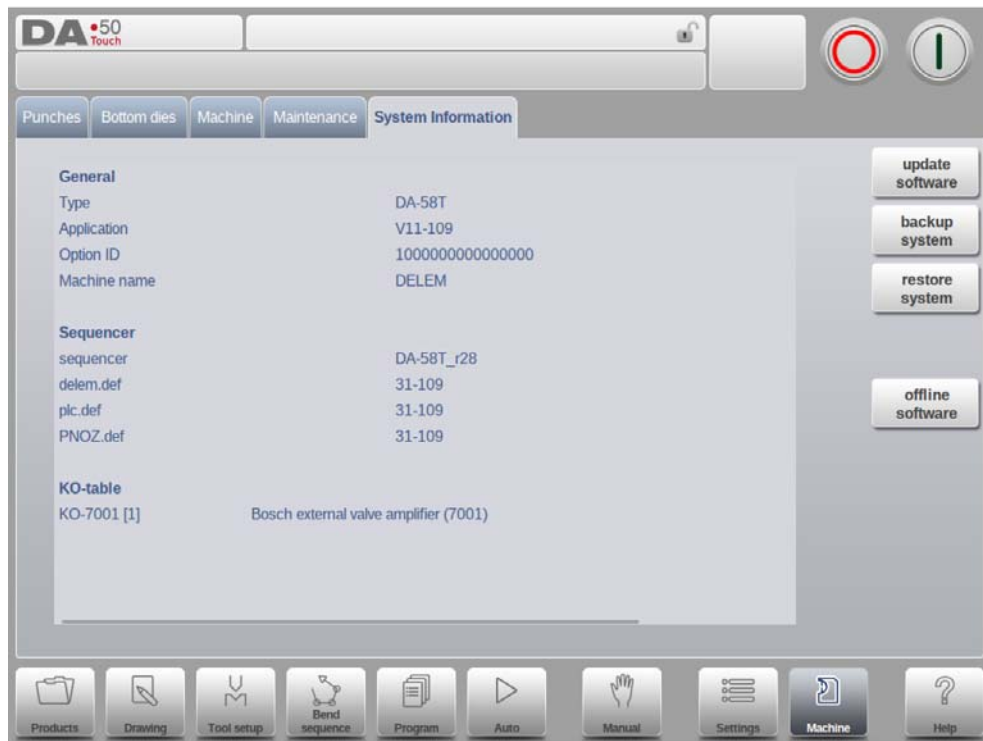 DA 50
Touch
Punches
Bottom dies
Machine
Maintenance
System Information
General
Type DA-58T
Application V11-109
Option ID 1000000000000000
Machine name DELEM
Sequencer
sequencer DA-58T_r28
delem.def 31-109
plc.def 31-109
PNOZ.def 31-109
KO-table
KO-7001 [1] Bosch external valve amplifier (7001)
update
software
backup
system
restore
system
offline
software
Products
Drawing
Tool setup
Bend
sequence
Program
Auto
Manual
Settings
Machine
Help